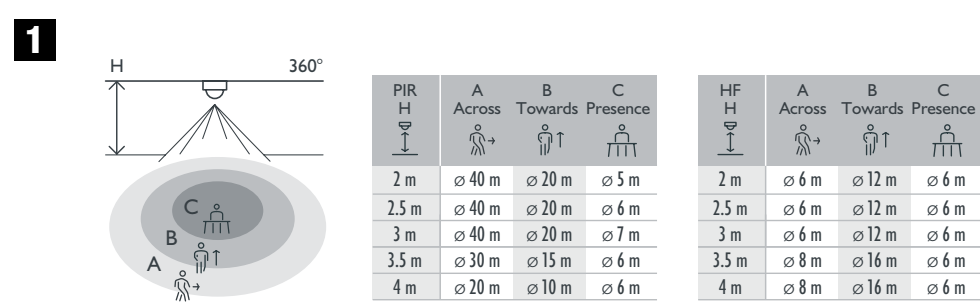 1
H 360°
C
B
A
PIR H A Across B Towards C Presence
2 m ⌀ 40 m ⌀ 20 m ⌀ 5 m
2.5 m ⌀ 40 m ⌀ 20 m ⌀ 6 m
3 m ⌀ 40 m ⌀ 20 m ⌀ 7 m
3.5 m ⌀ 30 m ⌀ 15 m ⌀ 6 m
4 m ⌀ 20 m ⌀ 10 m ⌀ 6 m
HF H A Across B Towards C Presence
2 m ⌀ 6 m ⌀ 12 m ⌀ 6 m
2.5 m ⌀ 6 m ⌀ 12 m ⌀ 6 m
3 m ⌀ 6 m ⌀ 12 m ⌀ 6 m
3.5 m ⌀ 8 m ⌀ 16 m ⌀ 6 m
4 m ⌀ 8 m ⌀ 16 m ⌀ 6 m